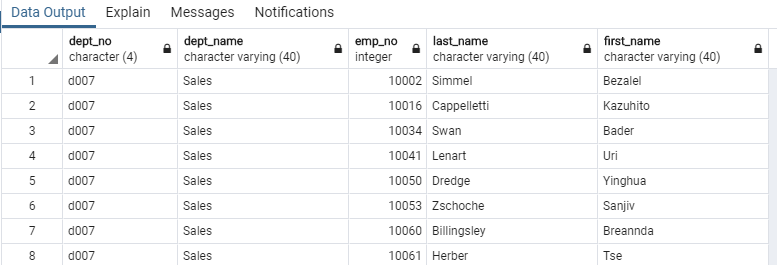 Data Output Explain Messages Notifications
dept_no dept_name emp_no last_name first_name
character (4) character varying (40) integer character varying (40) character varying (40)
1 d007 Sales 10002 Simmel Bezalel
2 d007 Sales 10016 Cappelletti Kazuhito
3 d007 Sales 10034 Swan Bader
4 d007 Sales 10041 Lenart Uri
5 d007 Sales 10050 Dredge Yinghua
6 d007 Sales 10053 Zschoche Sanjiv
7 d007 Sales 10060 Billingsley Breannda
8 d007 Sales 10061 Herber Tse